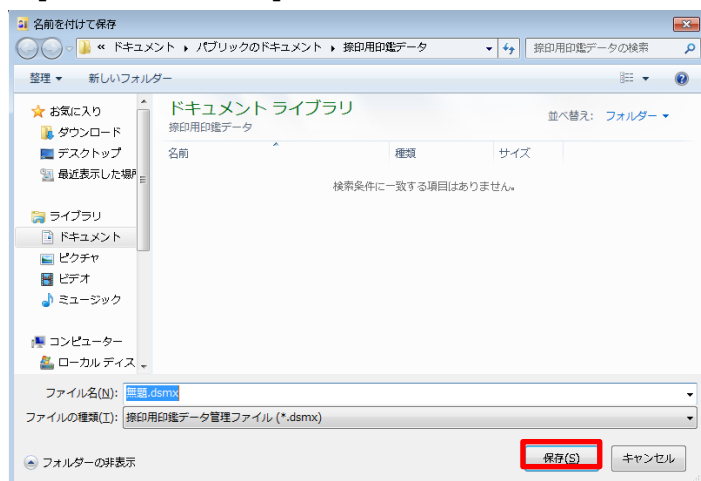 名前を付けて保存
« ドキュメント ▸ パブリックのドキュメント ▸ 捺印用印鑑データ
捺印用印鑑データの検索
整理 ▼ 新しいフォルダー
お気に入り
ダウンロード
デスクトップ
最近表示した場所
ライブラリ
ドキュメント
ピクチャ
ビデオ
ミュージック
コンピューター
ローカル ディス
ドキュメント ライブラリ
捺印用印鑑データ
並べ替え: フォルダー ▼
名前 種類 サイズ
検索条件に一致する項目はありません。
ファイル名(N): 無題.dsmx
ファイルの種類(T): 捺印用印鑑データ管理ファイル (*.dsmx)
フォルダーの非表示
保存(S)
キャンセル